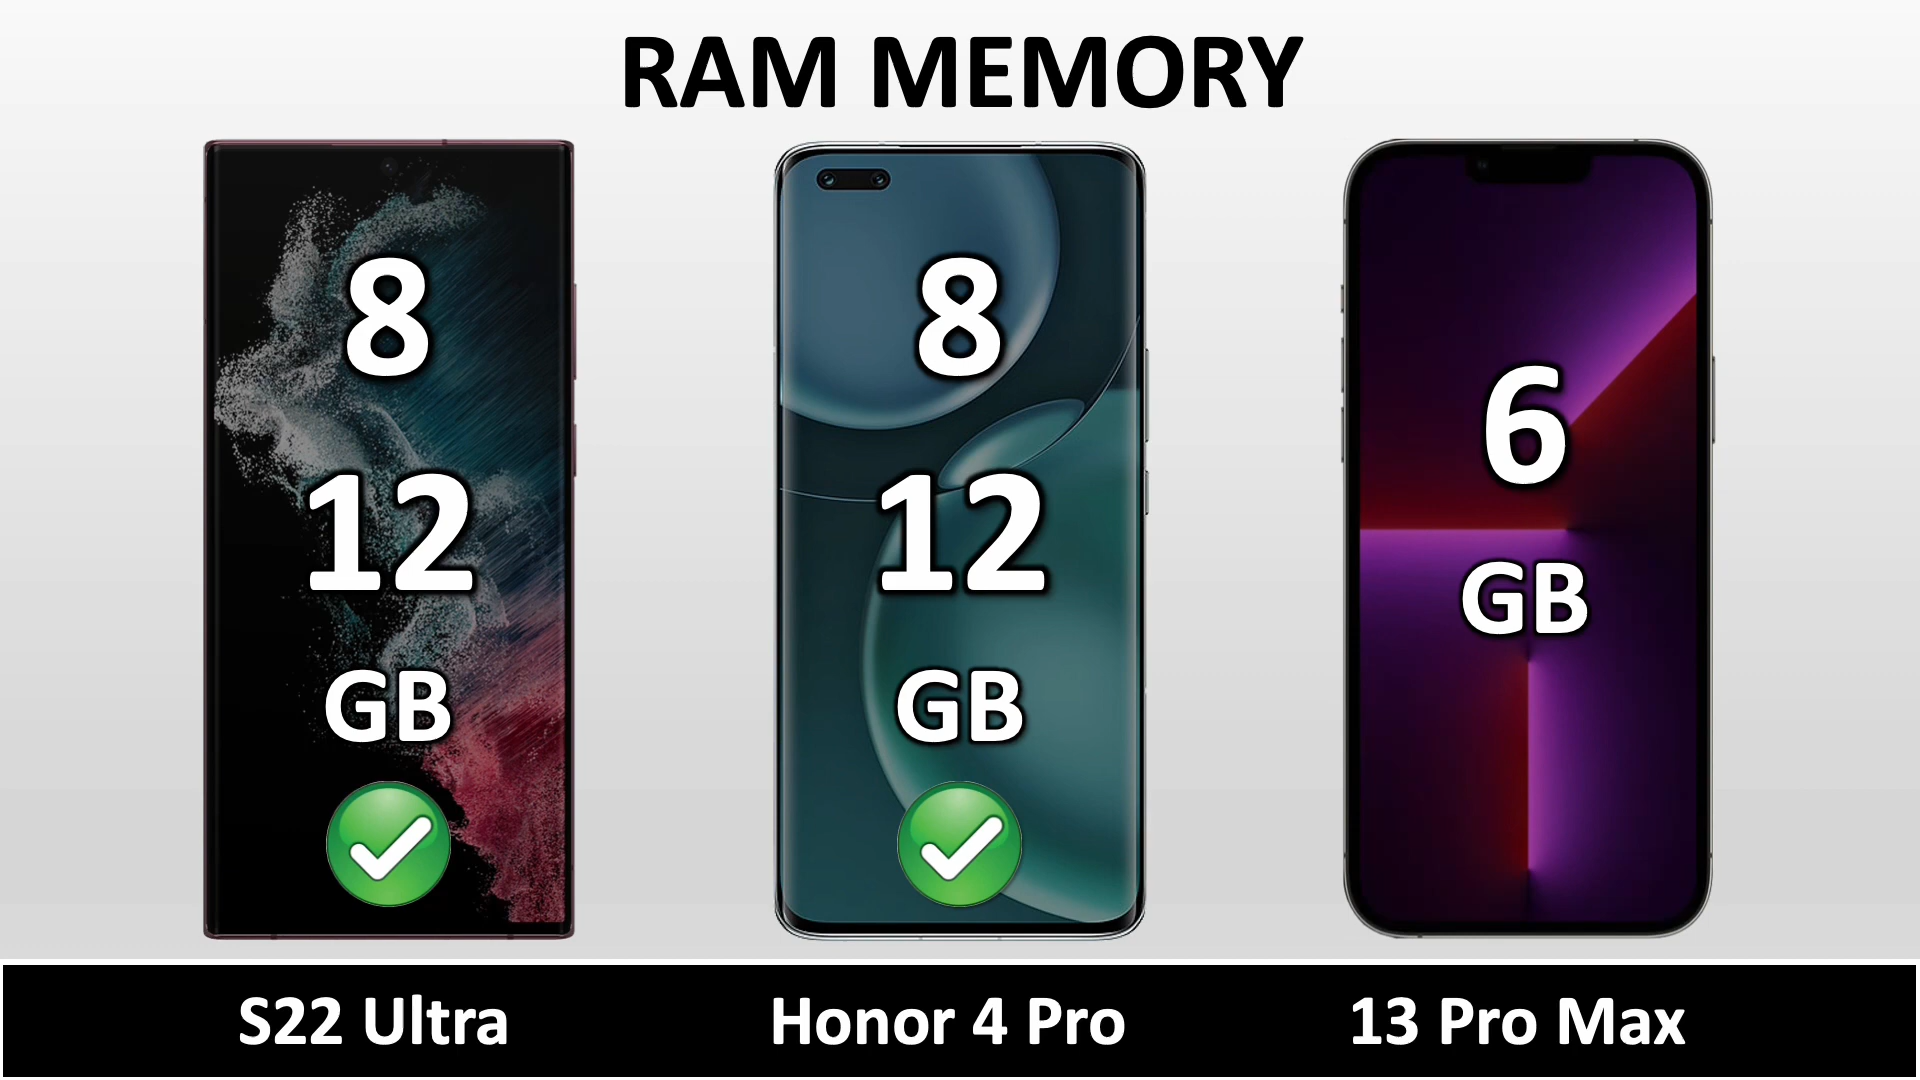 RAM MEMORY
8
12
GB
8
12
GB
6
GB
S22 Ultra
Honor 4 Pro
13 Pro Max